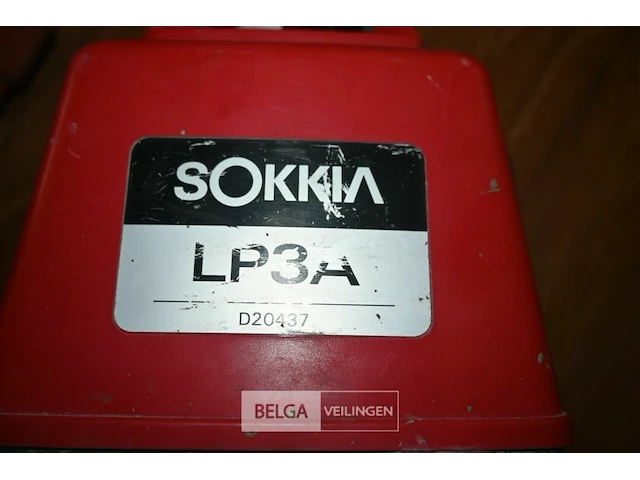 SOKKIA
LP3A
D20437
BELGA VEILINGEN